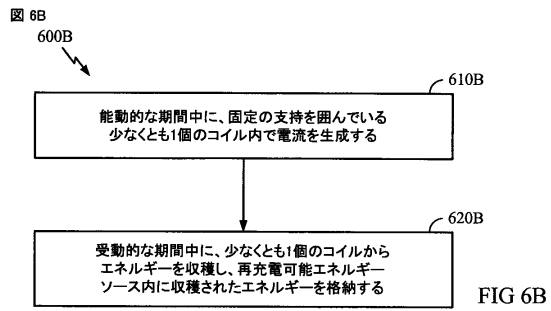 図 6B
600B
610B
能動的な期間中に、固定の支持を囲んでいる
少なくとも1個のコイル内で電流を生成する
620B
受動的な期間中に、少なくとも1個のコイルから
エネルギーを収穫し、再充電可能エネルギー
ソース内に収穫されたエネルギーを格納する
FIG 6B